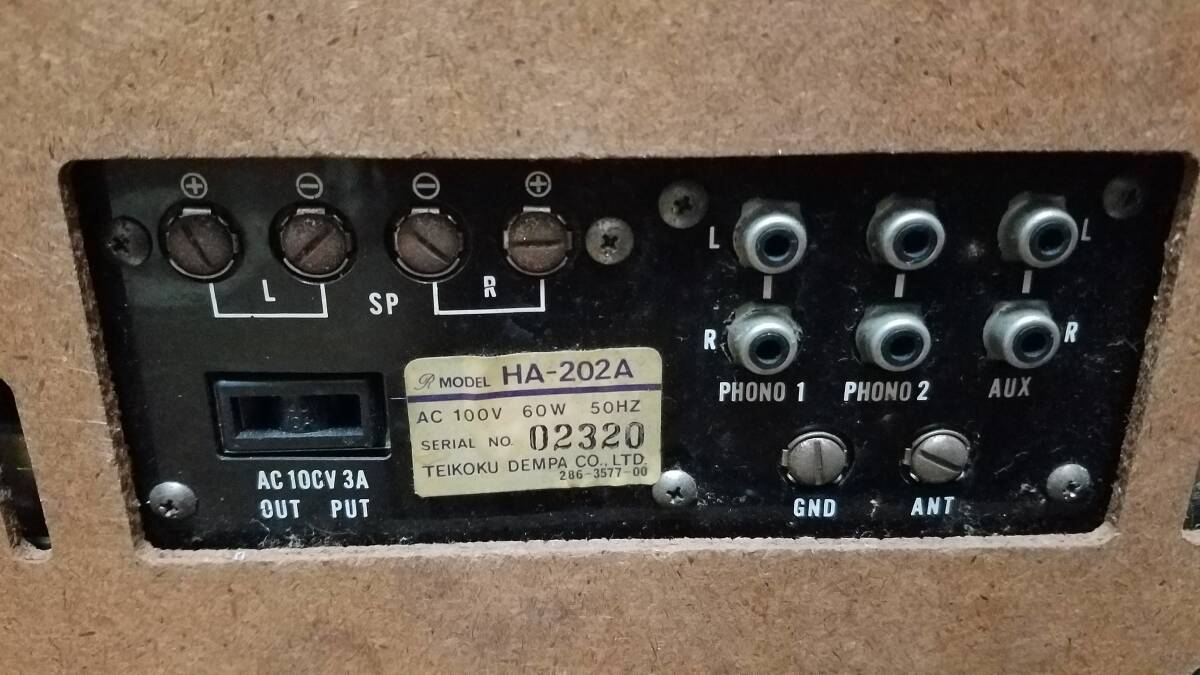 ⊕ ⊖ ⊖ ⊕
L R
SP
L L
R R
PHONO 1 PHONO 2 AUX
MODEL HA-202A
AC 100V 60W 50HZ
SERIAL NO. 02320
TEIKOKU DEMPA CO., LTD.
286-3577-00
AC 100V 3A
OUT PUT
GND ANT